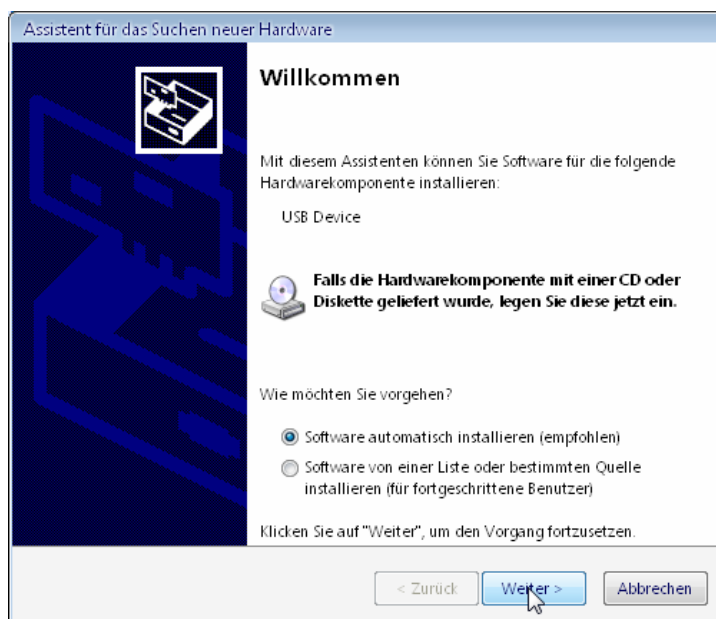 Assistent für das Suchen neuer Hardware
Willkommen
Mit diesem Assistenten können Sie Software für die folgende
Hardwarekomponente installieren:
USB Device
Falls die Hardwarekomponente mit einer CD oder
Diskette geliefert wurde, legen Sie diese jetzt ein.
Wie möchten Sie vorgehen?
Software automatisch installieren (empfohlen)
Software von einer Liste oder bestimmten Quelle
installieren (für fortgeschrittene Benutzer)
Klicken Sie auf "Weiter", um den Vorgang fortzusetzen.
< Zurück Weiter > Abbrechen